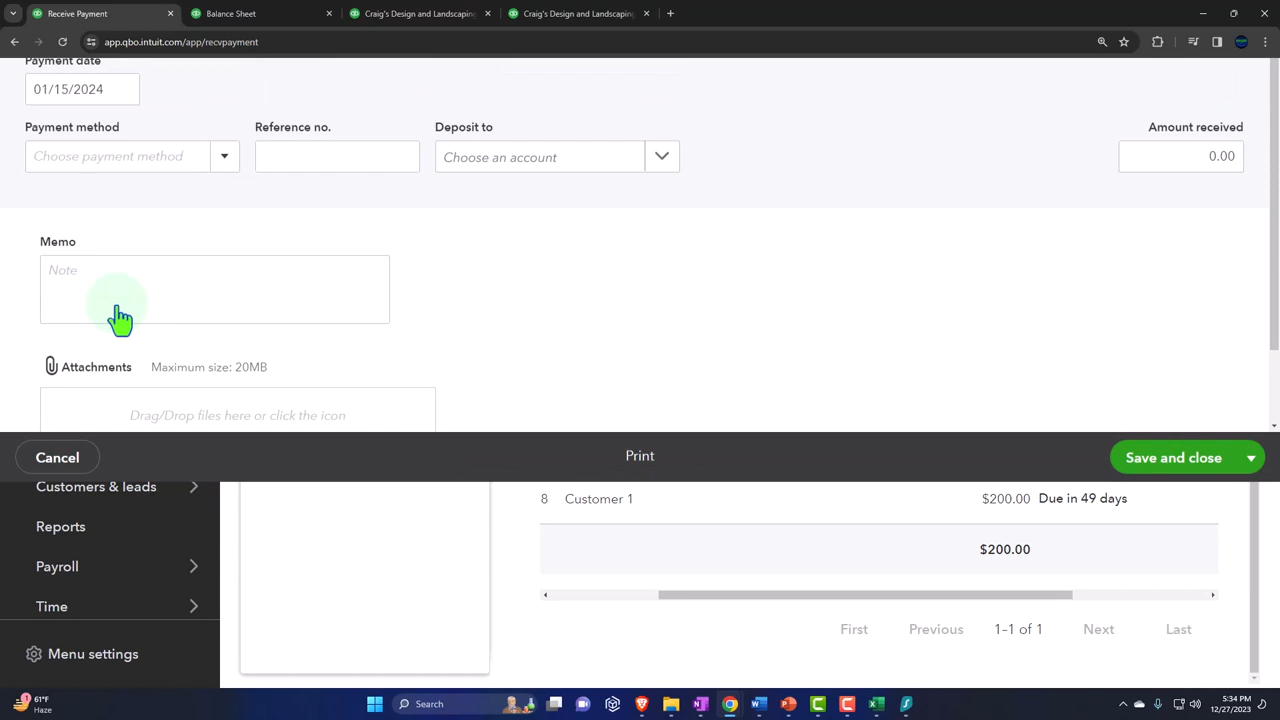 Receive Payment
Balance Sheet
Craig's Design and Landscaping
Craig's Design and Landscaping
app.qbo.intuit.com/app/recvpayment
Payment date
01/15/2024
Payment method
Reference no.
Deposit to
Amount received
Choose payment method
Choose an account
0.00
Memo
Note
Attachments
Maximum size: 20MB
Drag/Drop files here or click the icon
Cancel
Print
Save and close
Customers & leads
8 Customer 1 $200.00 Due in 49 days
Reports
$200.00
Payroll
Time
First Previous 1–1 of 1 Next Last
Menu settings
1
61°F
Haze
Search
5:34 PM
12/27/2023